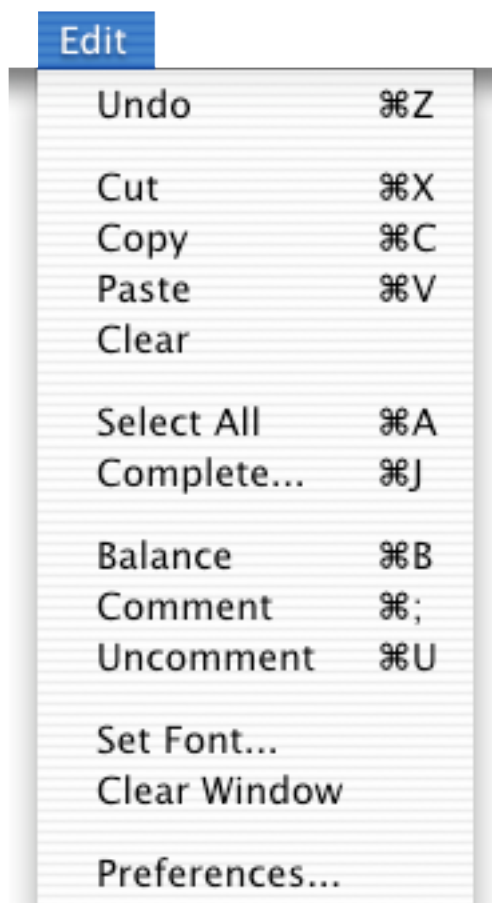 Edit
Undo ⌘Z
Cut ⌘X
Copy ⌘C
Paste ⌘V
Clear
Select All ⌘A
Complete... ⌘J
Balance ⌘B
Comment ⌘;
Uncomment ⌘U
Set Font...
Clear Window
Preferences...